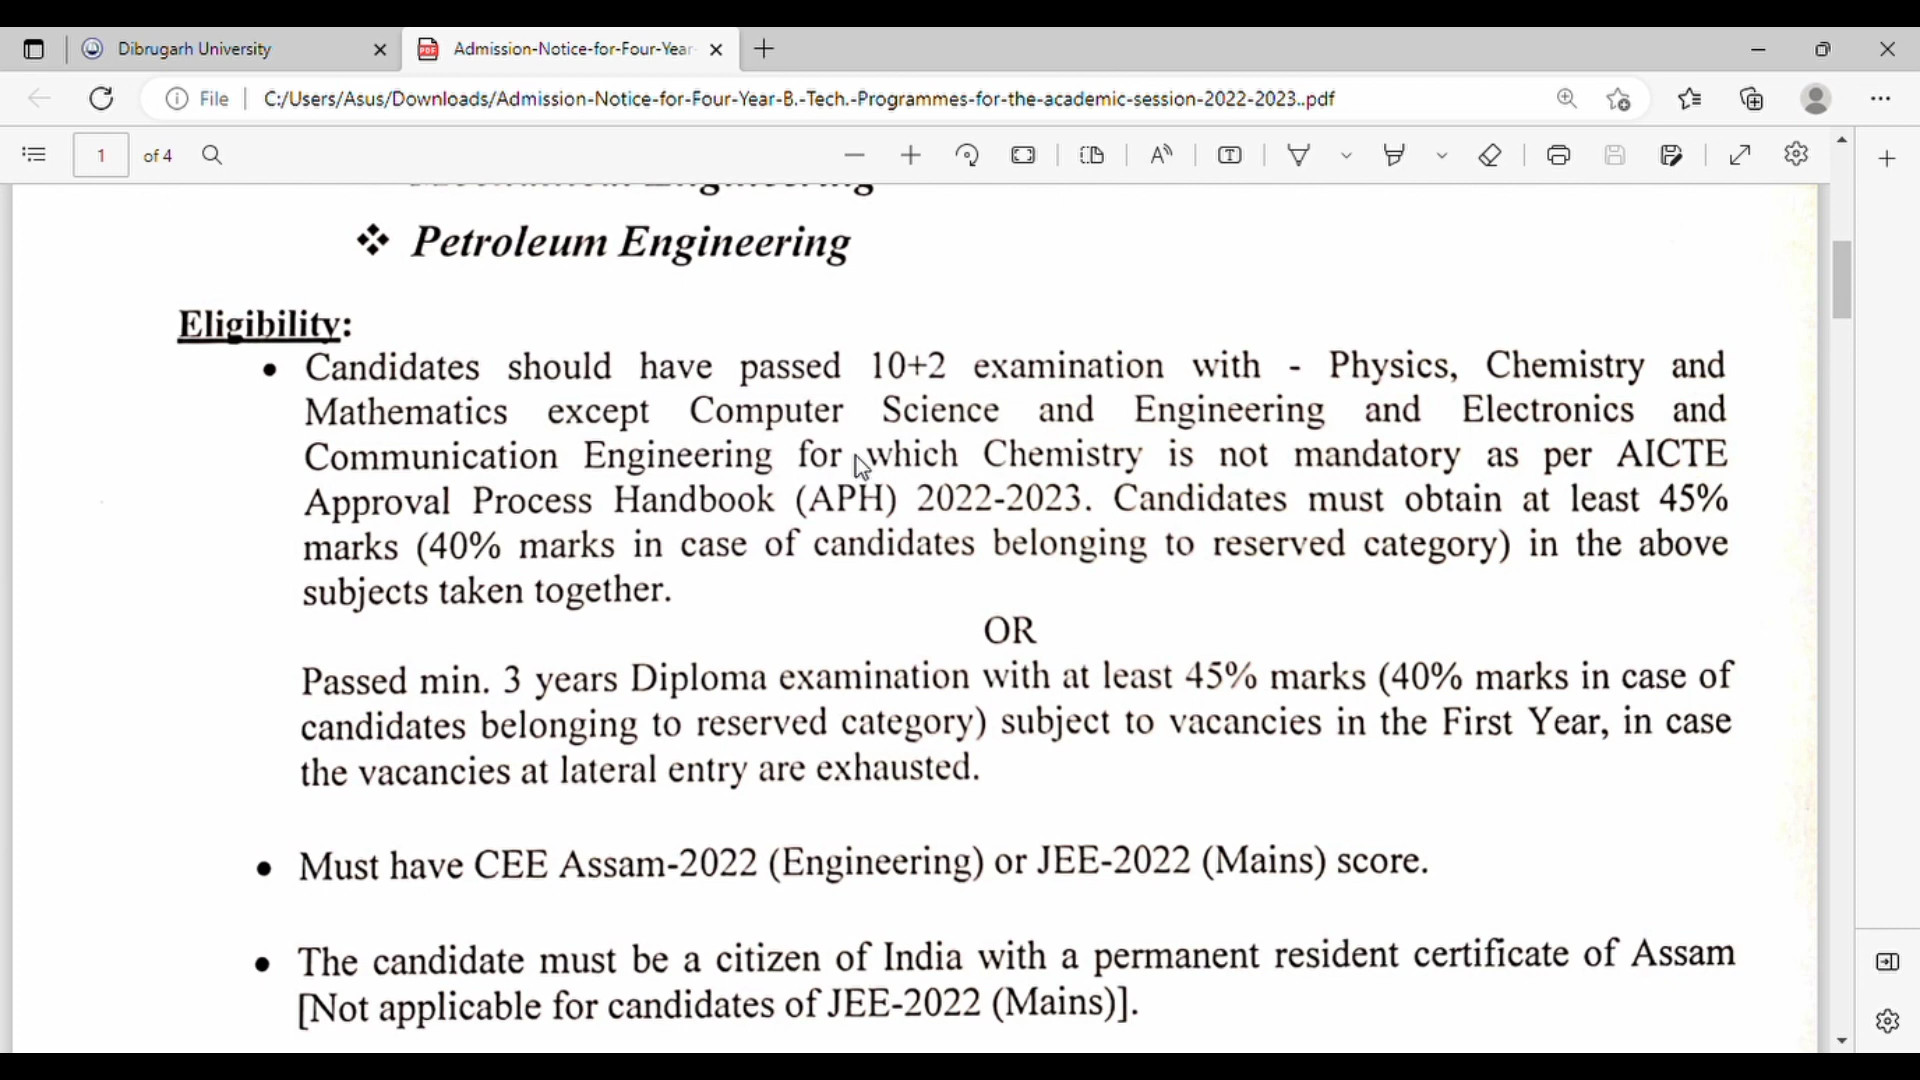 Dibrugarh University
Admission-Notice-for-Four-Year-
File
C:/Users/Asus/Downloads/Admission-Notice-for-Four-Year-B.-Tech.-Programmes-for-the-academic-session-2022-2023..pdf
1 of 4
Engineering
❖ Petroleum Engineering
Eligibility:
• Candidates should have passed 10+2 examination with - Physics, Chemistry and
Mathematics except Computer Science and Engineering and Electronics and
Communication Engineering for which Chemistry is not mandatory as per AICTE
Approval Process Handbook (APH) 2022-2023. Candidates must obtain at least 45%
marks (40% marks in case of candidates belonging to reserved category) in the above
subjects taken together.
OR
Passed min. 3 years Diploma examination with at least 45% marks (40% marks in case of
candidates belonging to reserved category) subject to vacancies in the First Year, in case
the vacancies at lateral entry are exhausted.
• Must have CEE Assam-2022 (Engineering) or JEE-2022 (Mains) score.
• The candidate must be a citizen of India with a permanent resident certificate of Assam
[Not applicable for candidates of JEE-2022 (Mains)].